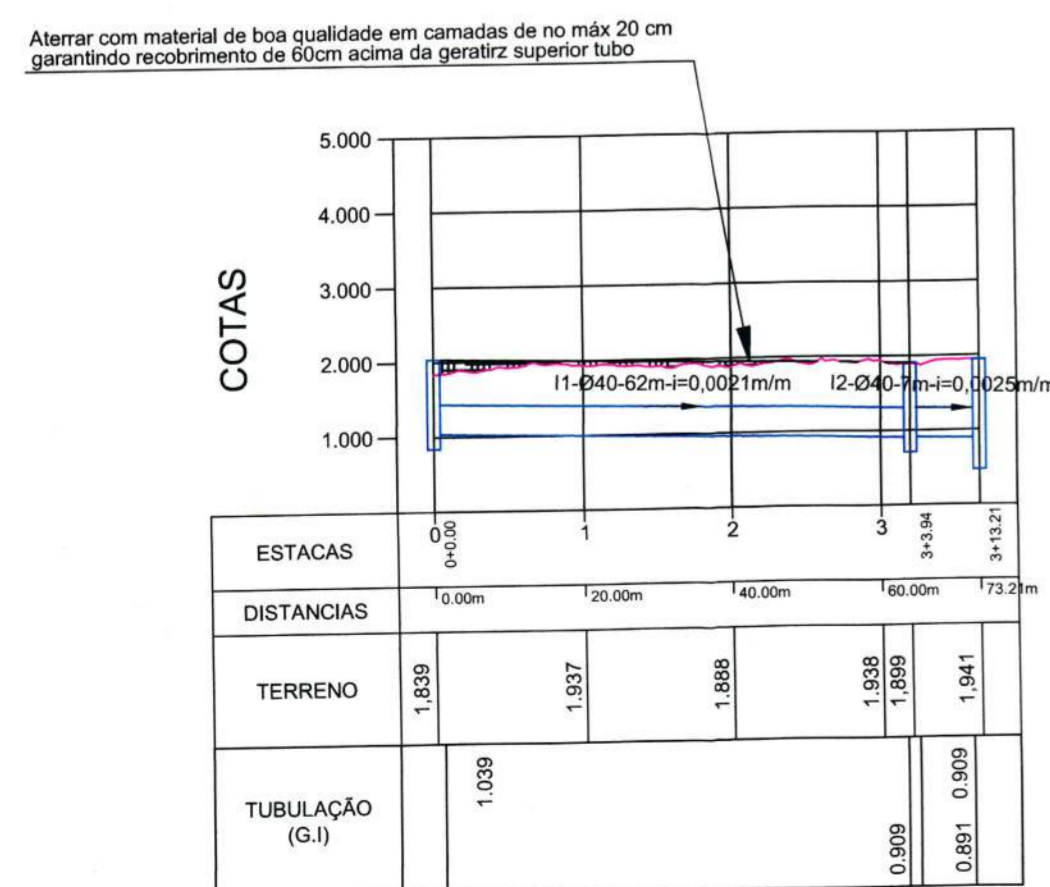 Aterrar com material de boa qualidade em camadas de no máx 20 cm
garantindo recobrimento de 60cm acima da geratirz superior tubo
COTAS
5.000
4.000
3.000
2.000
1.000
I1-Ø40-62m-i=0,0021m/m
I2-Ø40-7m-i=0,0025m/m
ESTACAS
0
0+0.00
1
2
3
3+3.94
3+13.21
DISTANCIAS
0.00m
20.00m
40.00m
60.00m
73.21m
TERRENO
1,839
1.937
1.888
1.938
1,899
1,941
TUBULAÇÃO
(G.I)
1.039
0.909
0.891
0.909